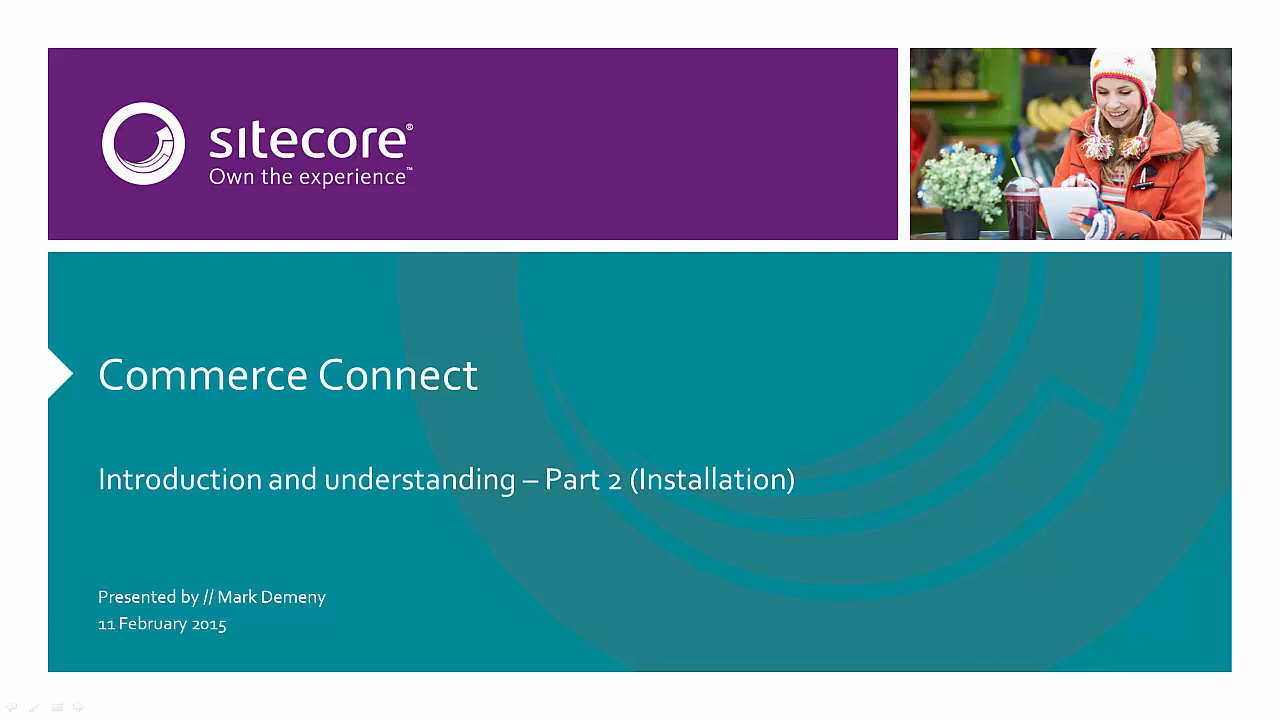 sitecore®
Own the experience™
Commerce Connect
Introduction and understanding – Part 2 (Installation)
Presented by // Mark Demeny
11 February 2015